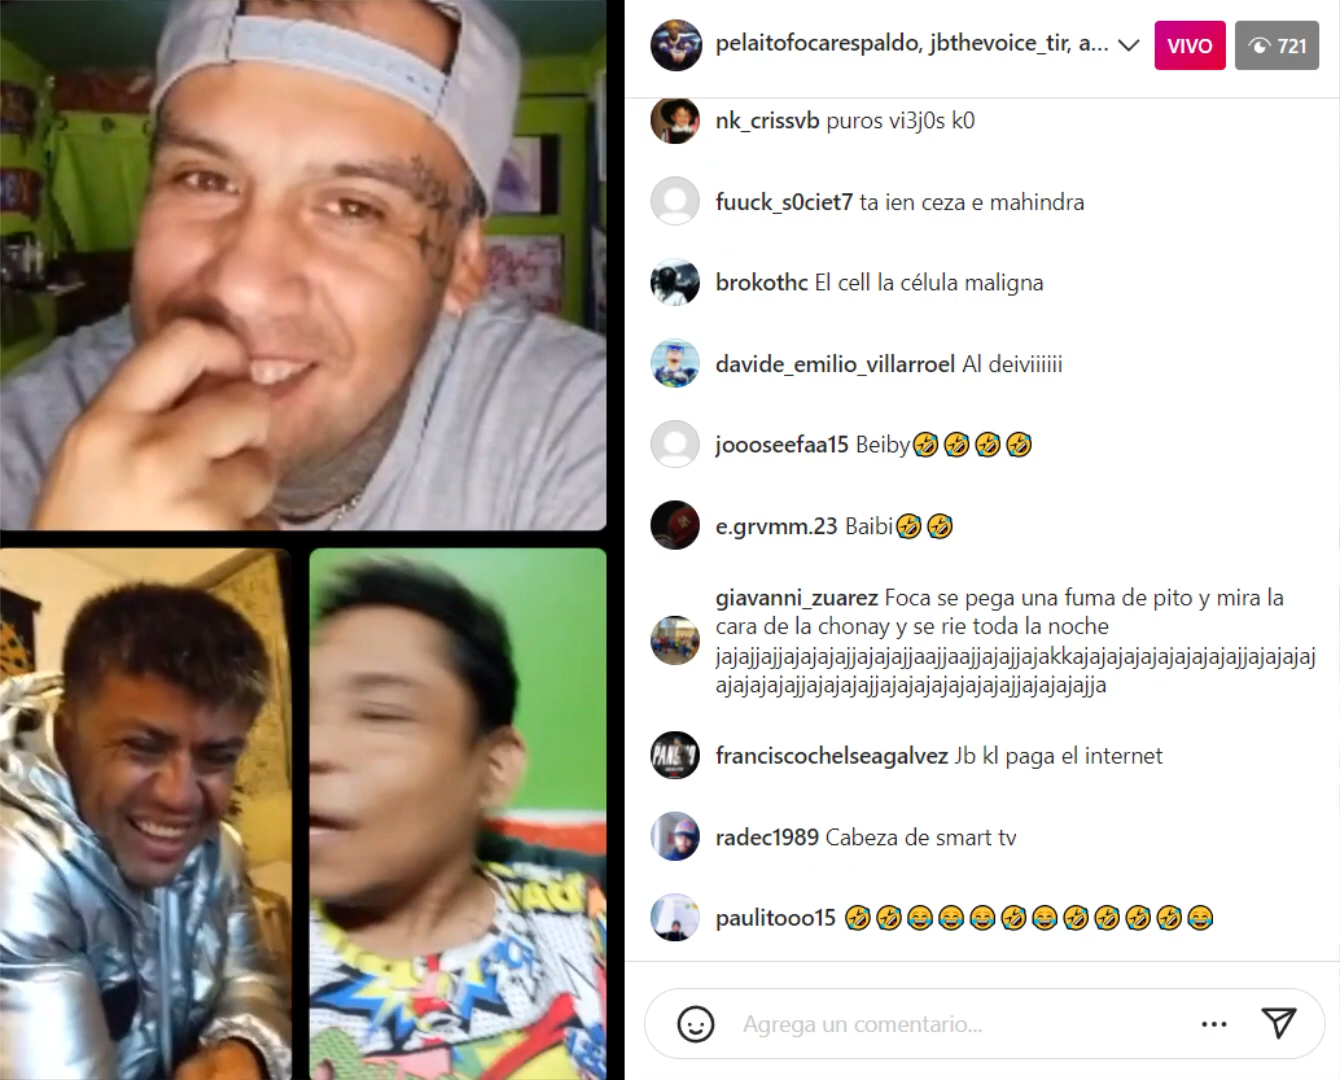 pelaitofocarespaldo, jbthevoice_tir, a...
VIVO
721
nk_crissvb puros vi3j0s k0
fuuck_s0ciet7 ta ien ceza e mahindra
brokothc El cell la célula maligna
davide_emilio_villarroel Al deiviiiiii
joooseefaa15 Beiby🤣🤣🤣🤣
e.grvmm.23 Baibi🤣🤣
giavanni_zuarez Foca se pega una fuma de pito y mira la
cara de la chonay y se rie toda la noche
jajajjajjajajajajjajajajjaajjaajjajajjajakkajajajajajajajajajjajajajaj
ajajajajajjajajajajjajajajajajajajajjajajajajja
franciscochelseagalvez Jb kl paga el internet
radec1989 Cabeza de smart tv
paulitooo15 🤣🤣😂😂😂🤣😂🤣🤣🤣🤣😂
Agrega un comentario...